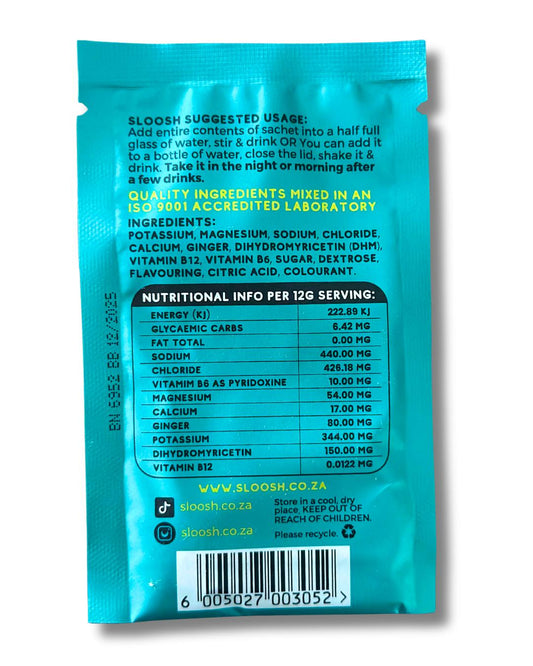 SLOOSH SUGGESTED USAGE:
Add entire contents of sachet into a half full
glass of water, stir & drink OR You can add it
to a bottle of water, close the lid, shake it &
drink. Take it in the night or morning after
a few drinks.
QUALITY INGREDIENTS MIXED IN AN
ISO 9001 ACCREDITED LABORATORY
INGREDIENTS:
POTASSIUM, MAGNESIUM, SODIUM, CHLORIDE,
CALCIUM, GINGER, DIHYDROMYRICETIN (DHM),
VITAMIN B12, VITAMIN B6, SUGAR, DEXTROSE,
FLAVOURING, CITRIC ACID, COLOURANT.
NUTRITIONAL INFO PER 12G SERVING:
ENERGY (KJ) 222.89 KJ
GLYCAEMIC CARBS 6.42 MG
FAT TOTAL 0.00 MG
SODIUM 440.00 MG
CHLORIDE 426.18 MG
VITAMIM B6 AS PYRIDOXINE 10.00 MG
MAGNESIUM 54.00 MG
CALCIUM 17.00 MG
GINGER 80.00 MG
POTASSIUM 344.00 MG
DIHYDROMYRICETIN 150.00 MG
VITAMIN B12 0.0122 MG
BN 5952 BB 12/2025
WWW.SLOOSH.CO.ZA
sloosh.co.za
sloosh.co.za
Store in a cool, dry
place, KEEP OUT OF
REACH OF CHILDREN.
Please recycle.
6 005027 003052 >